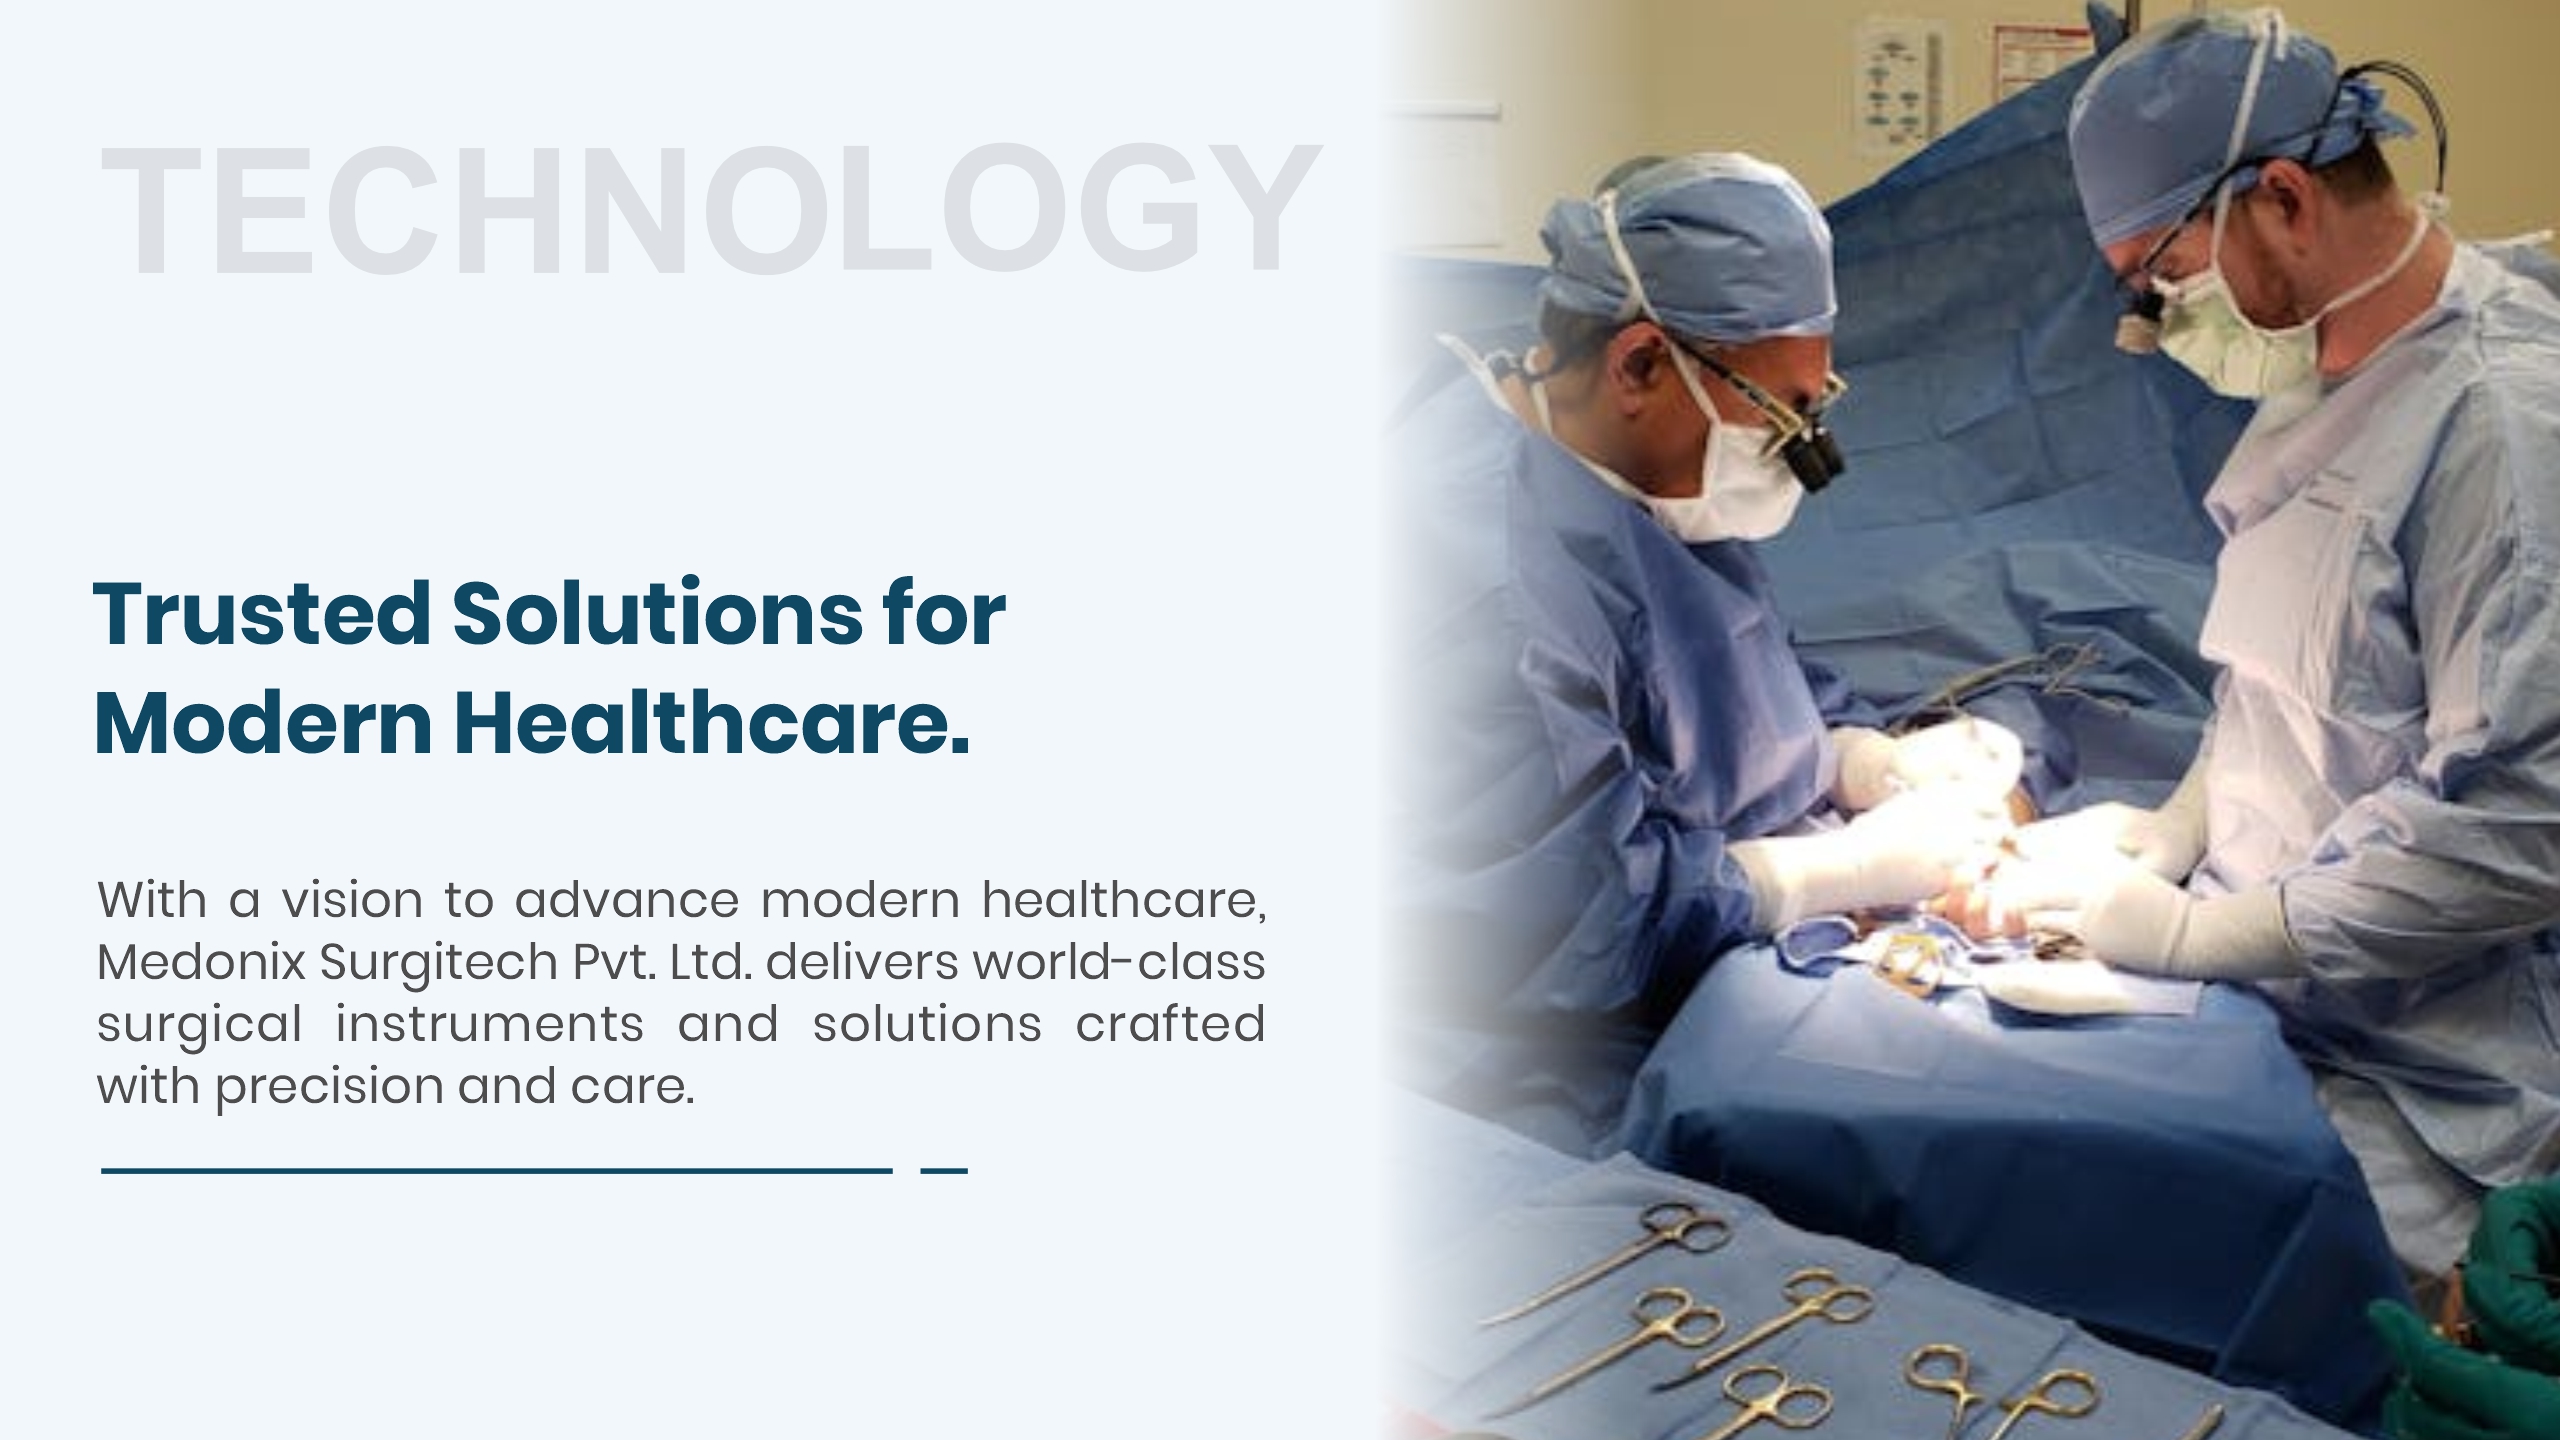 TECHNOLOGY
Trusted Solutions for
Modern Healthcare.
With a vision to advance modern healthcare,
Medonix Surgitech Pvt. Ltd. delivers world-class
surgical instruments and solutions crafted
with precision and care.